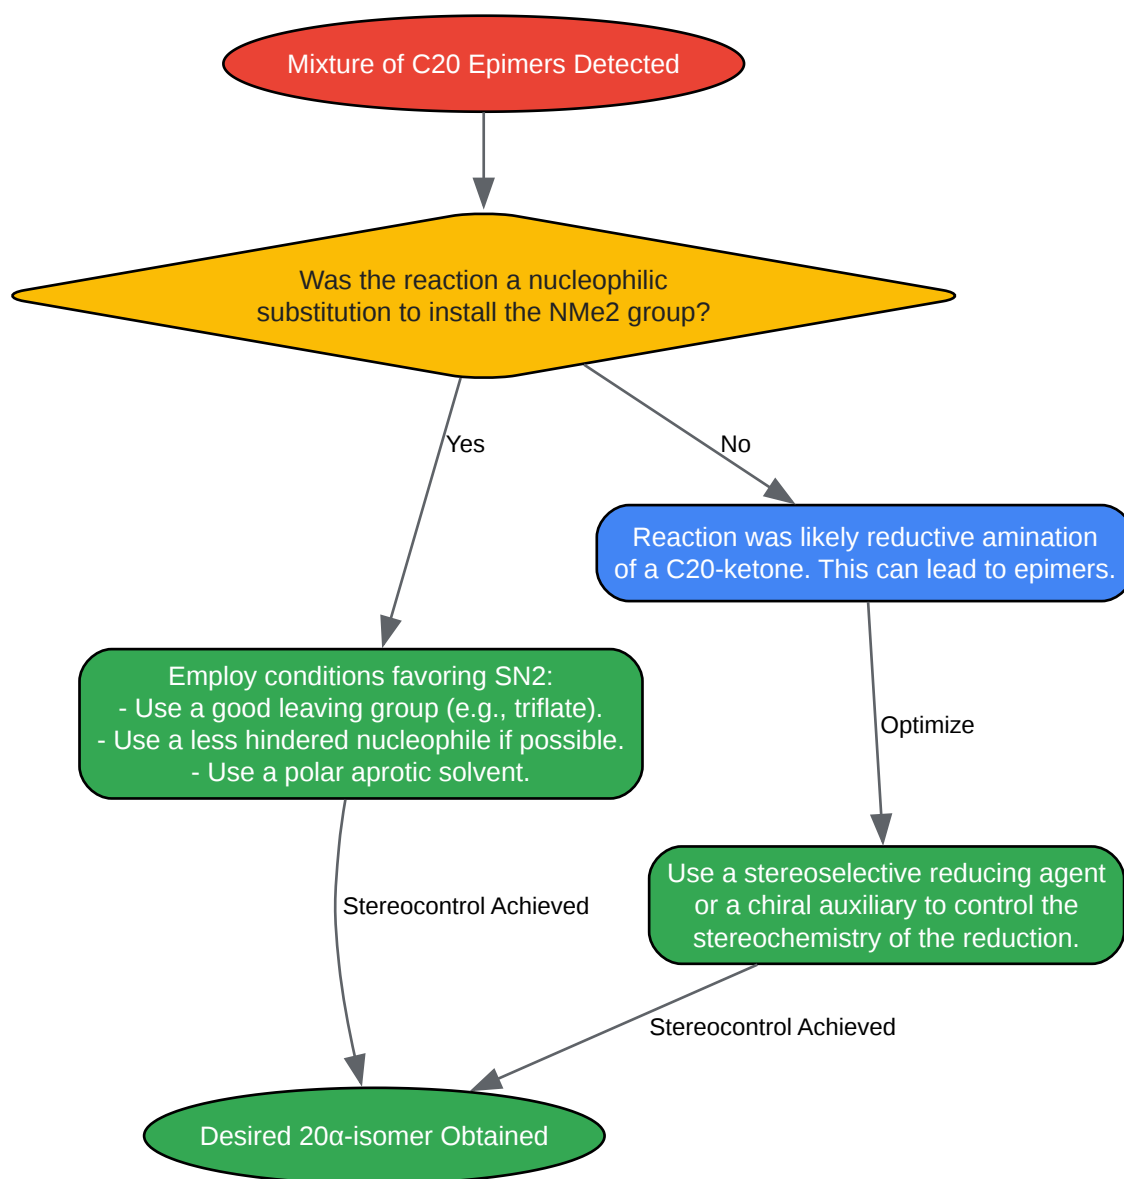 Mixture of C20 Epimers Detected
Was the reaction a nucleophilic
substitution to install the NMe2 group?
Yes
No
Reaction was likely reductive amination
of a C20-ketone. This can lead to epimers.
Employ conditions favoring SN2:
- Use a good leaving group (e.g., triflate).
- Use a less hindered nucleophile if possible.
- Use a polar aprotic solvent.
Optimize
Use a stereoselective reducing agent
or a chiral auxiliary to control the
stereochemistry of the reduction.
Stereocontrol Achieved
Stereocontrol Achieved
Desired 20α-isomer Obtained